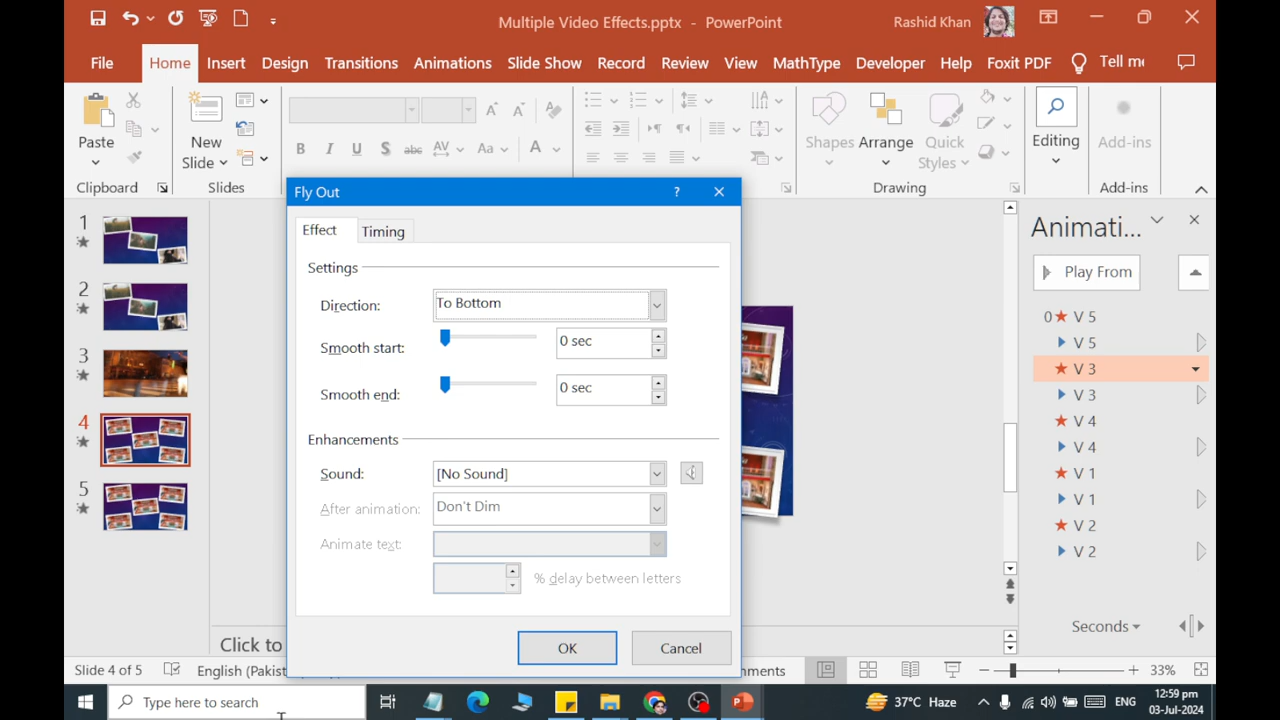 Multiple Video Effects.pptx - PowerPoint
Rashid Khan
File Home Insert Design Transitions Animations Slide Show Record Review View MathType Developer Help Foxit PDF Tell me
Paste
New
Slide
B I U S abc AV Aa A
Shapes Arrange Quick
Styles
Editing
Add-ins
Clipboard Slides Drawing Add-ins
Fly Out ?
Effect Timing
Settings
Direction: To Bottom
Smooth start: 0 sec
Smooth end: 0 sec
Enhancements
Sound: [No Sound]
After animation: Don't Dim
Animate text:
% delay between letters
OK Cancel
1
2
3
4
5
Animati...
Play From
0 V 5
V 5
V 3
V 3
V 4
V 4
V 1
V 1
V 2
V 2
Seconds
Click to
Slide 4 of 5 English (Pakist mments 33%
Type here to search
37°C Haze ENG
12:59 pm
03-Jul-2024